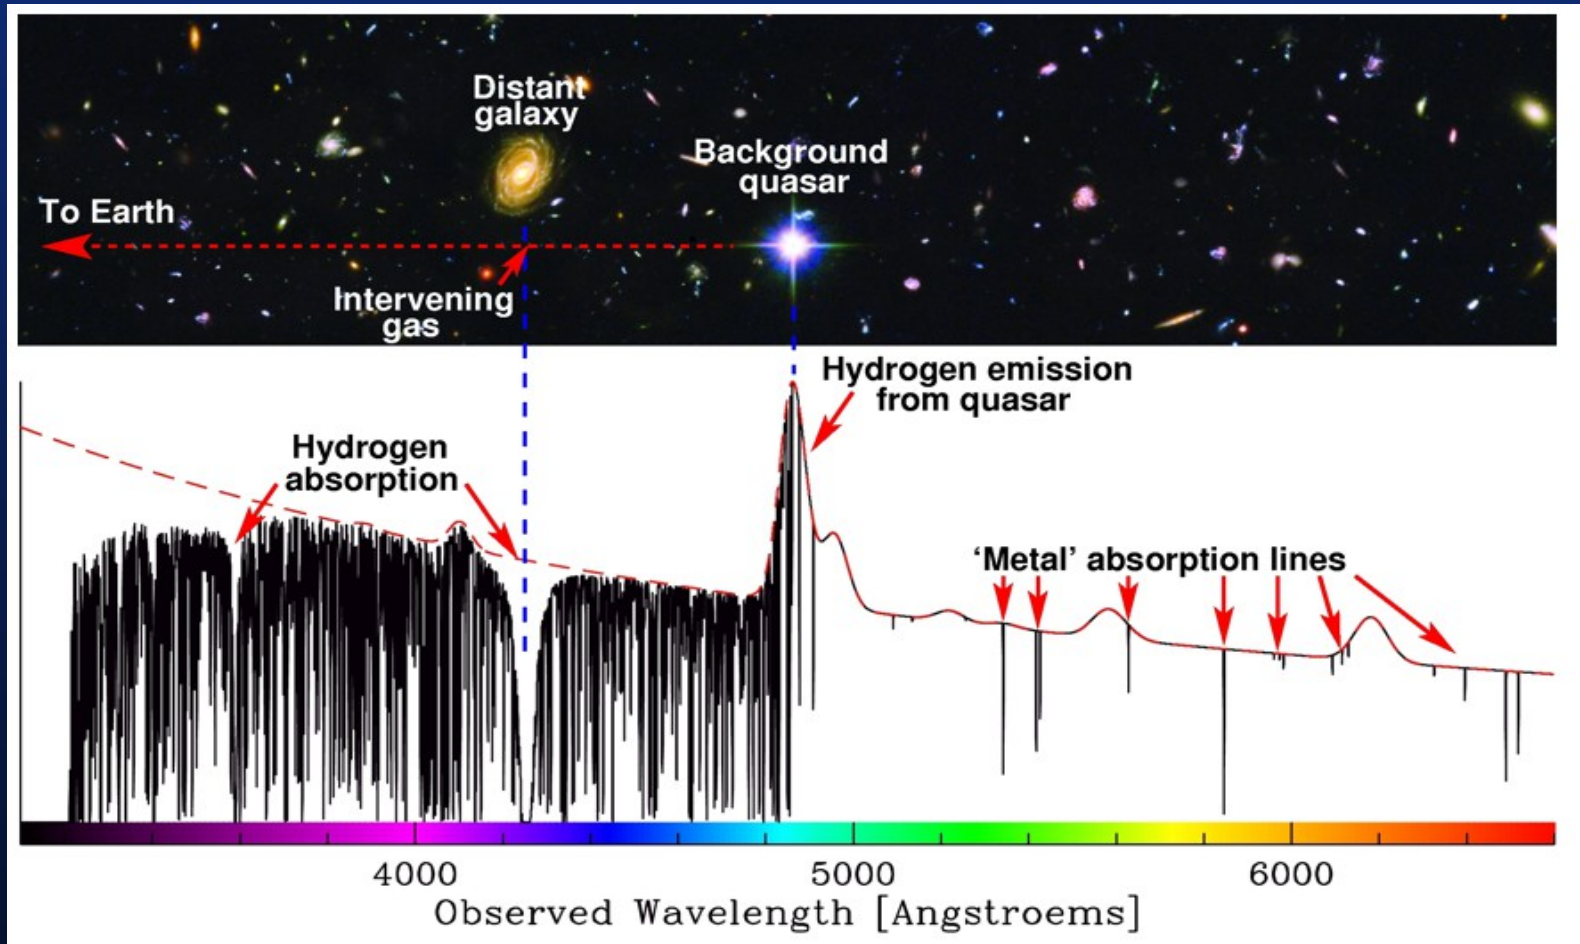 Distant
galaxy
Background
quasar
To Earth
Intervening
gas
Hydrogen emission
from quasar
Hydrogen
absorption
‘Metal’ absorption lines
4000
5000
6000
Observed Wavelength [Angstroems]